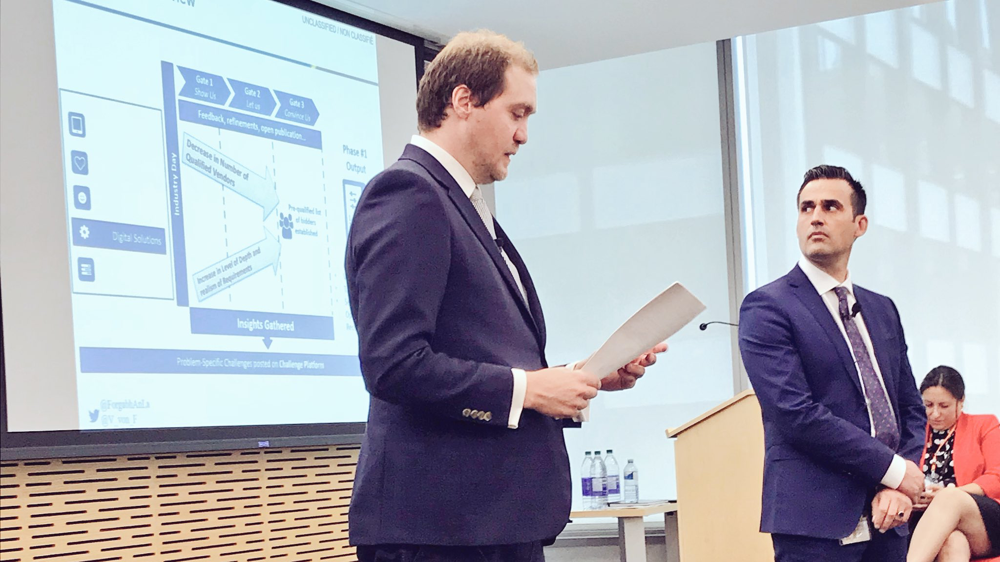 UNCLASSIFIED / NON CLASSIFIÉ
Gate 1
Show Us
Gate 2
Let us
Gate 3
Convince Us
Feedback, refinements, open publication...
Industry Day
Decrease in Number of
Qualified Vendors
Pre-qualified list
of bidders
established
Increase in Level of Depth and
realism of Requirements
Phase #1
Output
Digital Solutions
Insights Gathered
Problem-Specific Challenges posted on Challenge Platform
@ForgabhAnLa
@V_von_F